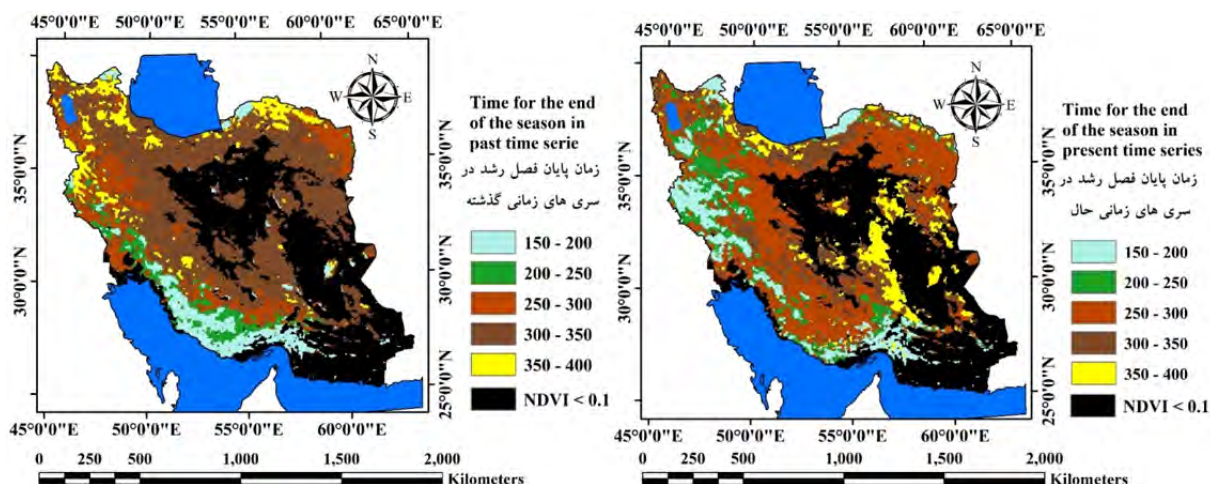 45°0'0"E 50°0'0"E 55°0'0"E 60°0'0"E
35°0'0"N
30°0'0"N
25°0'0"N
N
W E
S
Time for the end
of the season in
past time serie
زمان پایان فصل رشد در
سری های زمانی گذشته
150 - 200
200 - 250
250 - 300
300 - 350
350 - 400
NDVI < 0.1
45°0'0"E 50°0'0"E 55°0'0"E 60°0'0"E
0 250 500 1,000 1,500 2,000
Kilometers
45°0'0"E 50°0'0"E 55°0'0"E 60°0'0"E 65°0'0"E
35°0'0"N
30°0'0"N
25°0'0"N
N
W E
S
Time for the end
of the season in
present time series
زمان پایان فصل رشد در
سری های زمانی حال
150 - 200
200 - 250
250 - 300
300 - 350
350 - 400
NDVI < 0.1
35°0'0"N
30°0'0"N
25°0'0"N
45°0'0"E 50°0'0"E 55°0'0"E 60°0'0"E
0 250 500 1,000 1,500 2,000
Kilometers